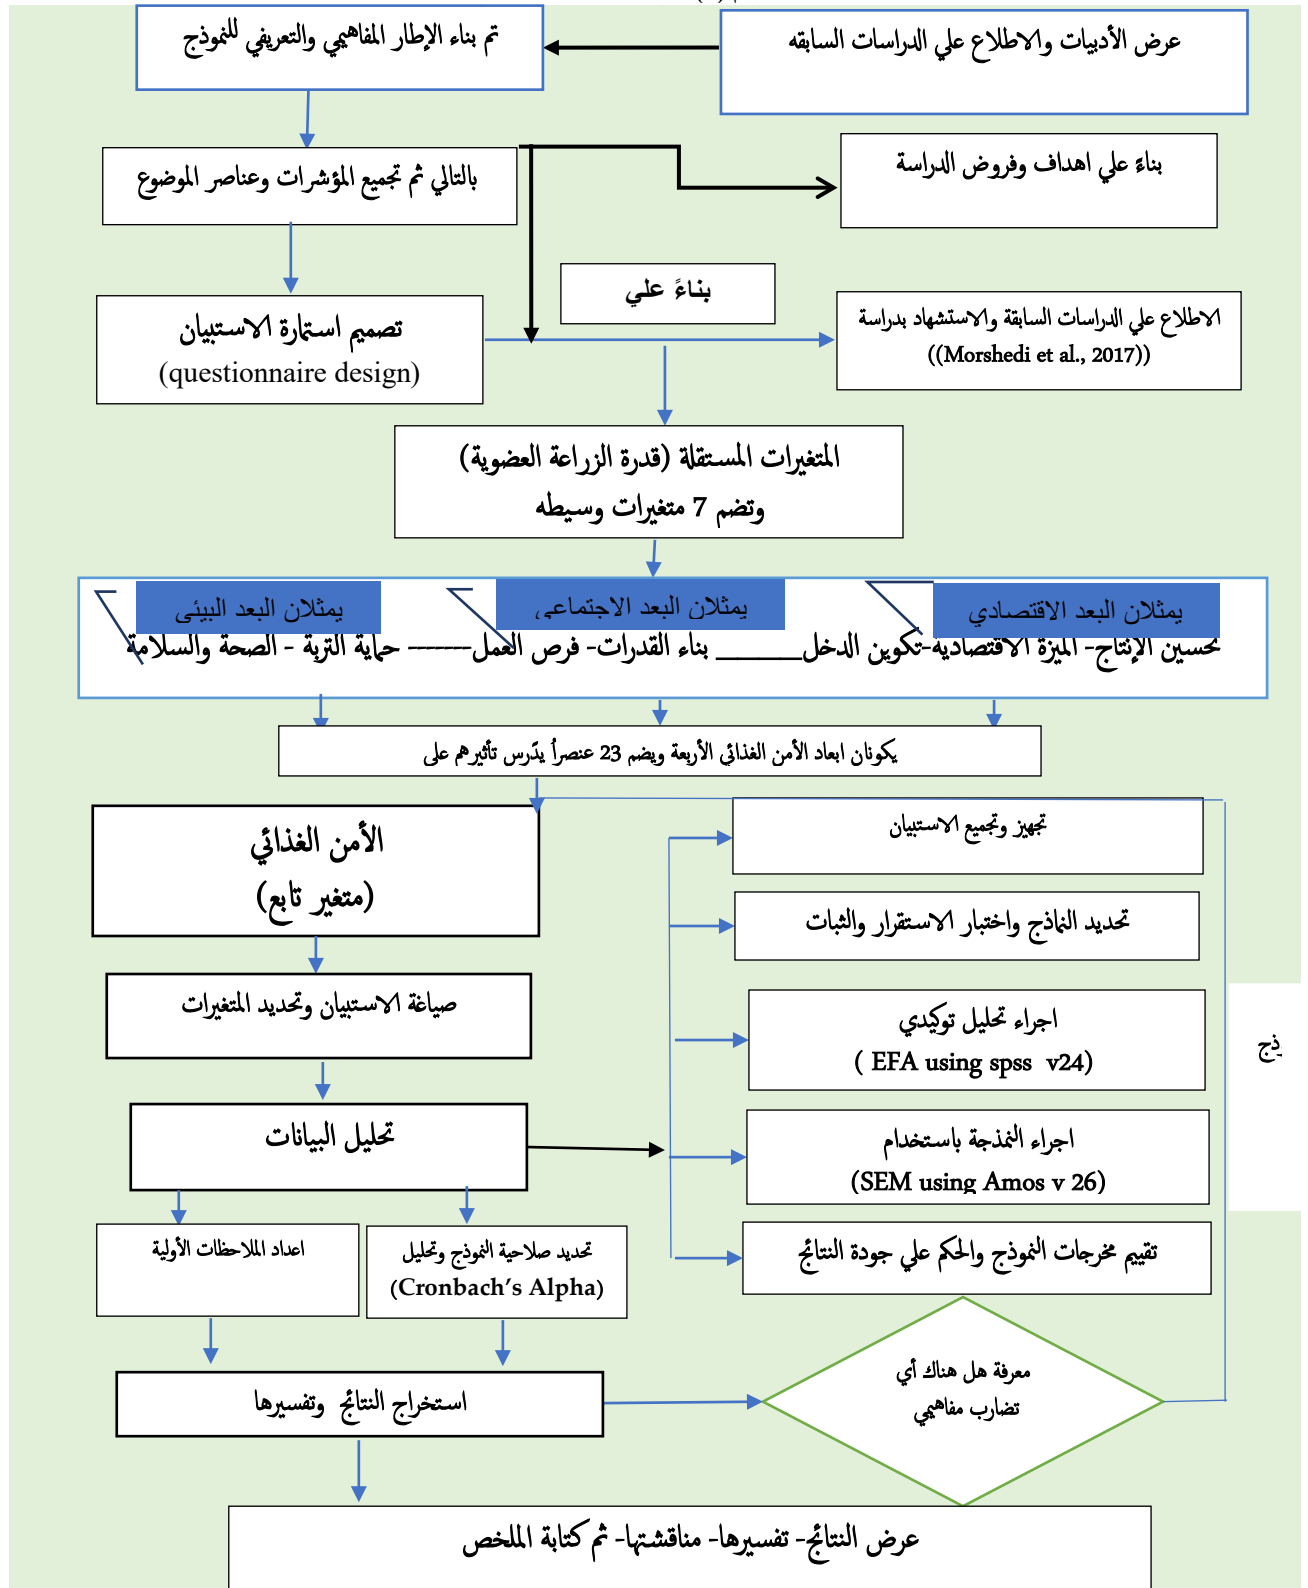 عرض الأدبيات والاطلاع علي الدراسات السابقه
تم بناء الإطار المفاهيمي والتعريفي للنموذج
بناءً علي اهداف وفروض الدراسة
بالتالي ثم تجميع المؤشرات وعناصر الموضوع
بناءً علي
الاطلاع علي الدراسات السابقة والاستشهاد بدراسة
((Morshedi et al., 2017))
تصميم استمارة الاستبيان
(questionnaire design)
المتغيرات المستقلة (قدرة الزراعة العضوية)
وتضم 7 متغيرات وسيطه
يمثلان البعد الاقتصادي
يمثلان البعد الاجتماعي
يمثلان البعد البيئي
تحسين الإنتاج- الميزة الاقتصادية-تكوين الدخل______ بناء القدرات- فرص العمل------- حماية التربة - الصحة والسلامة
يكونان ابعاد الأمن الغذائي الأربعة ويضم 23 عنصراً يدّرس تأثيرهم على
الأمن الغذائي
(متغير تابع)
تجهيز وتجميع الاستبيان
تحديد النماذج واختبار الاستقرار والثبات
صياغة الاستبيان وتحديد المتغيرات
اجراء تحليل توكيدي
( EFA using spss v24)
ذج
تحليل البيانات
اجراء النمذجة باستخدام
(SEM using Amos v 26)
تقييم مخرجات النموذج والحكم علي جودة النتائج
تحديد صلاحية النموذج وتحليل
(Cronbach’s Alpha)
اعداد الملاحظات الأولية
معرفة هل هناك أي
تضارب مفاهيمي
استخراج النتائج وتفسيرها
عرض النتائج- تفسيرها- مناقشتها- ثم كتابة الملخص